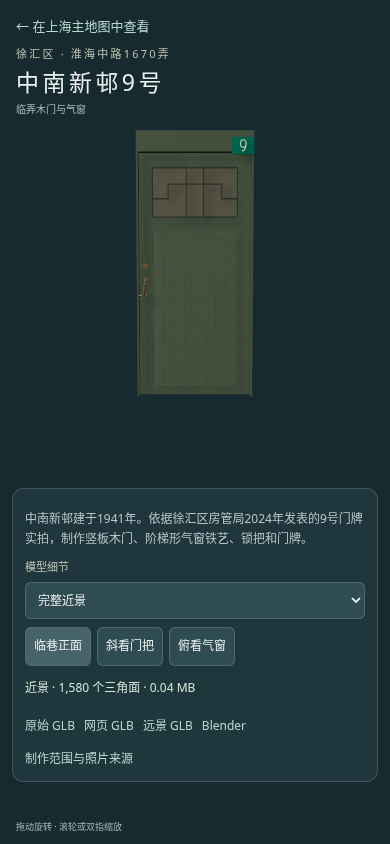 ← 在上海主地图中查看
徐汇区 · 淮海中路1670弄
中南新邨9号
临弄木门与气窗
9
中南新邨建于1941年。依据徐汇区房管局2024年发表的9号门牌
实拍，制作竖板木门、阶梯形气窗铁艺、锁把和门牌。
模型细节
完整近景
临巷正面 斜看门把 俯看气窗
近景 · 1,580 个三角面 · 0.04 MB
原始 GLB 网页 GLB 远景 GLB Blender
制作范围与照片来源
拖动旋转 · 滚轮或双指缩放